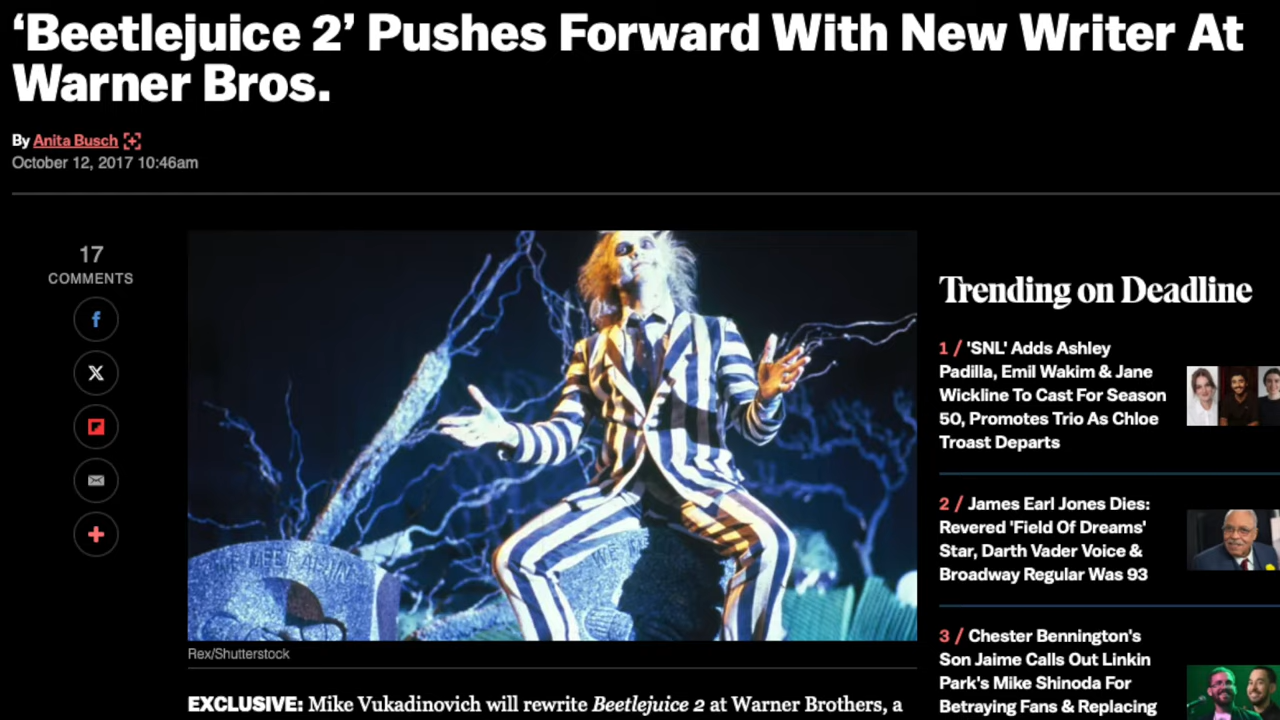 ‘Beetlejuice 2’ Pushes Forward With New Writer At
Warner Bros.
By Anita Busch
October 12, 2017 10:46am
17
COMMENTS
WE MEET AGAIN
WE
Rex/Shutterstock
EXCLUSIVE: Mike Vukadinovich will rewrite Beetlejuice 2 at Warner Brothers, a
Trending on Deadline
1 / 'SNL' Adds Ashley
Padilla, Emil Wakim & Jane
Wickline To Cast For Season
50, Promotes Trio As Chloe
Troast Departs
2 / James Earl Jones Dies:
Revered 'Field Of Dreams'
Star, Darth Vader Voice &
Broadway Regular Was 93
3 / Chester Bennington's
Son Jaime Calls Out Linkin
Park's Mike Shinoda For
Betraying Fans & Replacing